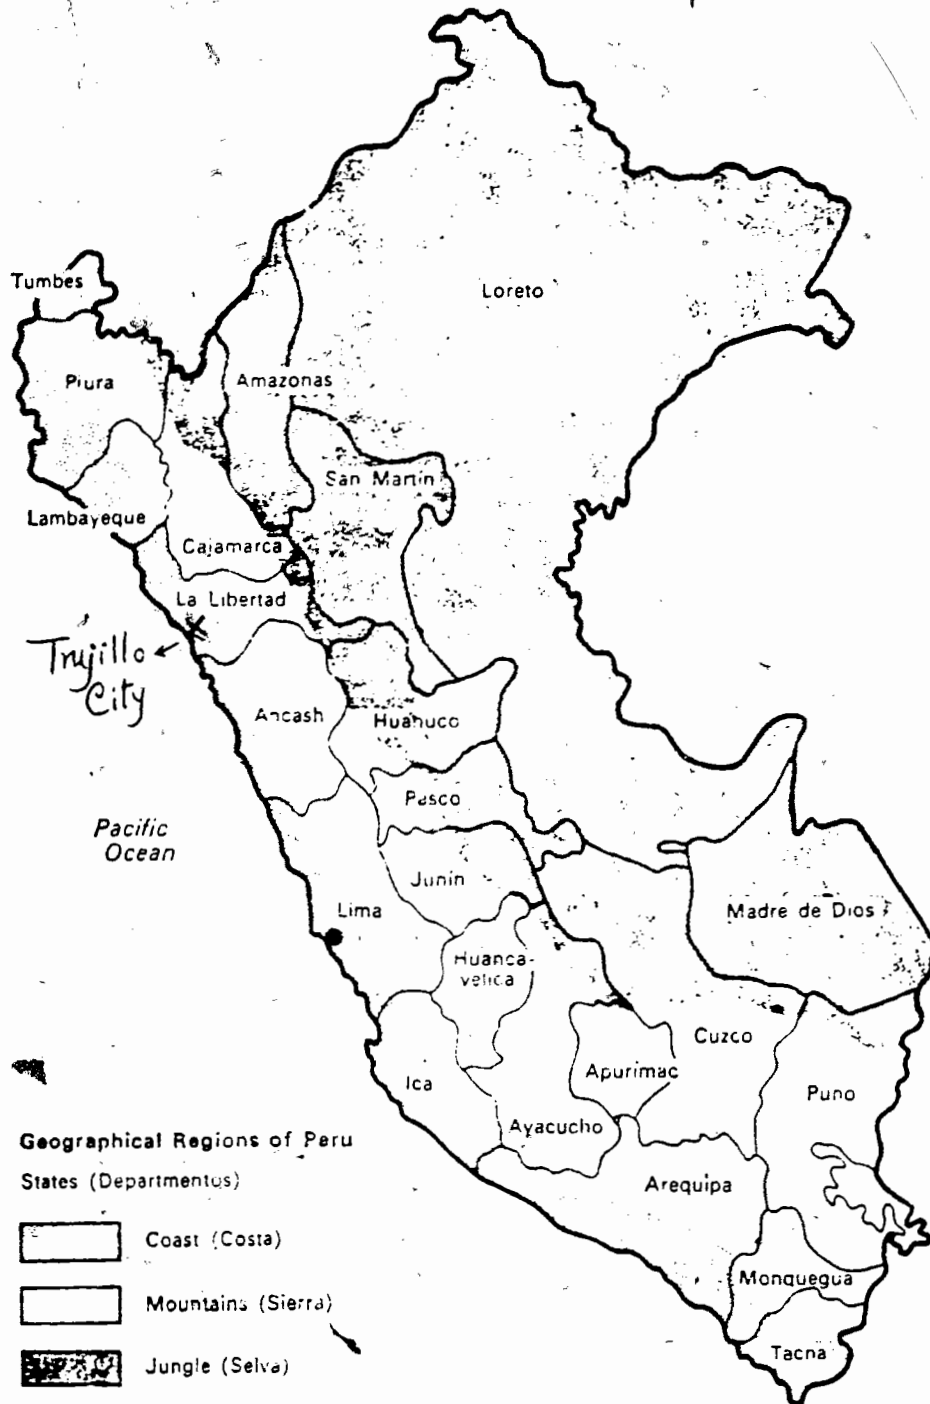 Loreto
Tumbes
Piura
Amazonas
San Martin
Lambayeque
Cajamarca
La Libertad
Trujillo
City
Ancash
Huanuco
Pasco
Pacific
Ocean
Junin
Lima
Madre de Dios
Huanca-
velica
Cuzco
Apurimac
Ica
Puno
Ayacucho
Geographical Regions of Peru
States (Departmentos)
Arequipa
Coast (Costa)
Monquegua
Mountains (Sierra)
Tacna
Jungle (Selva)